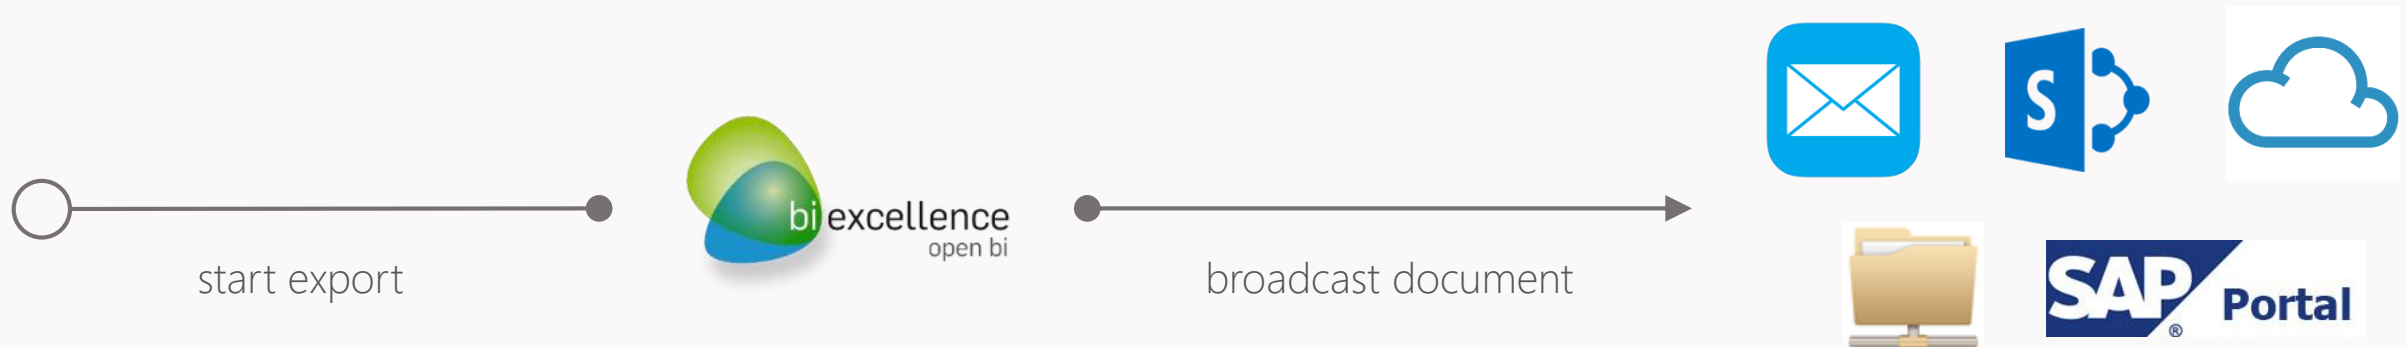 S
bi excellence
open bi
start export
broadcast document
SAP ® Portal